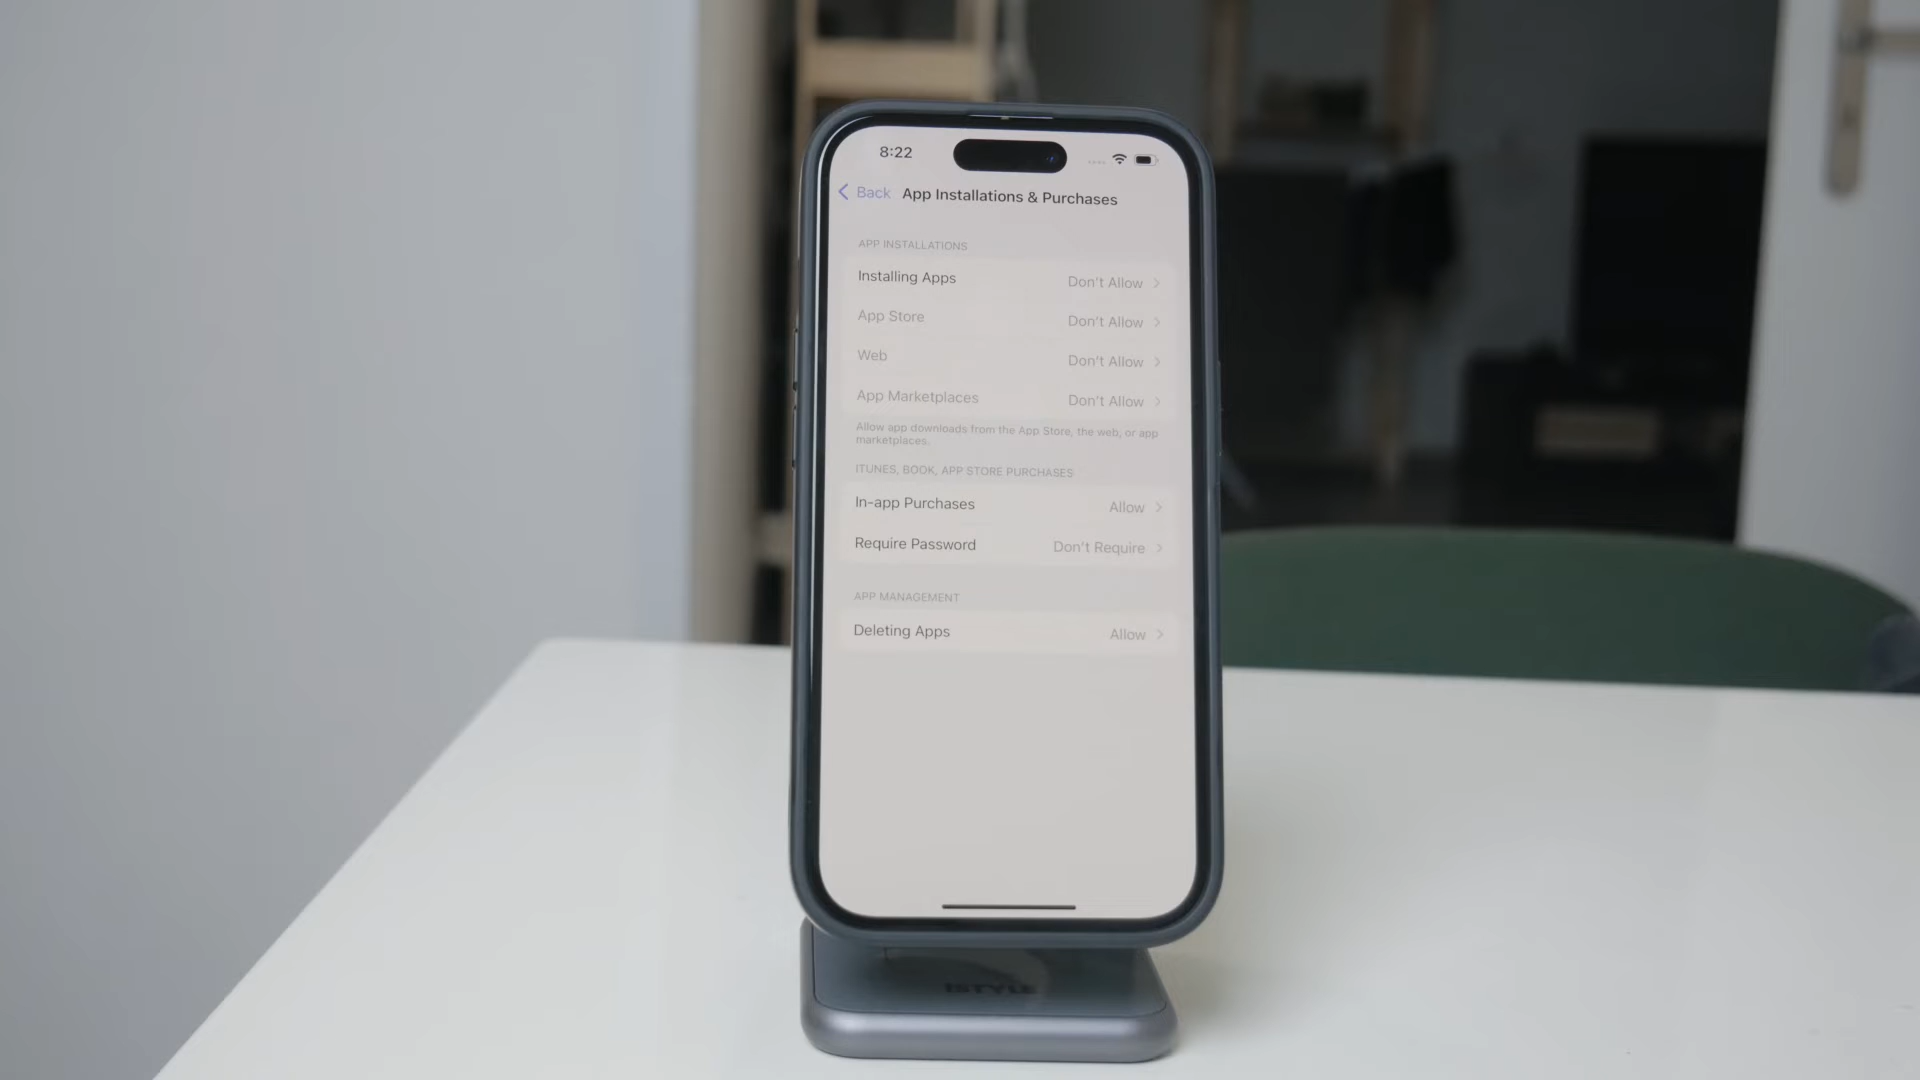 8:22
Back App Installations & Purchases
APP INSTALLATIONS
Installing Apps Don't Allow
App Store Don't Allow
Web Don't Allow
App Marketplaces Don't Allow
Allow app downloads from the App Store, the web, or app
marketplaces.
ITUNES, BOOK, APP STORE PURCHASES
In-app Purchases Allow
Require Password Don't Require
APP MANAGEMENT
Deleting Apps Allow
iSTYLE